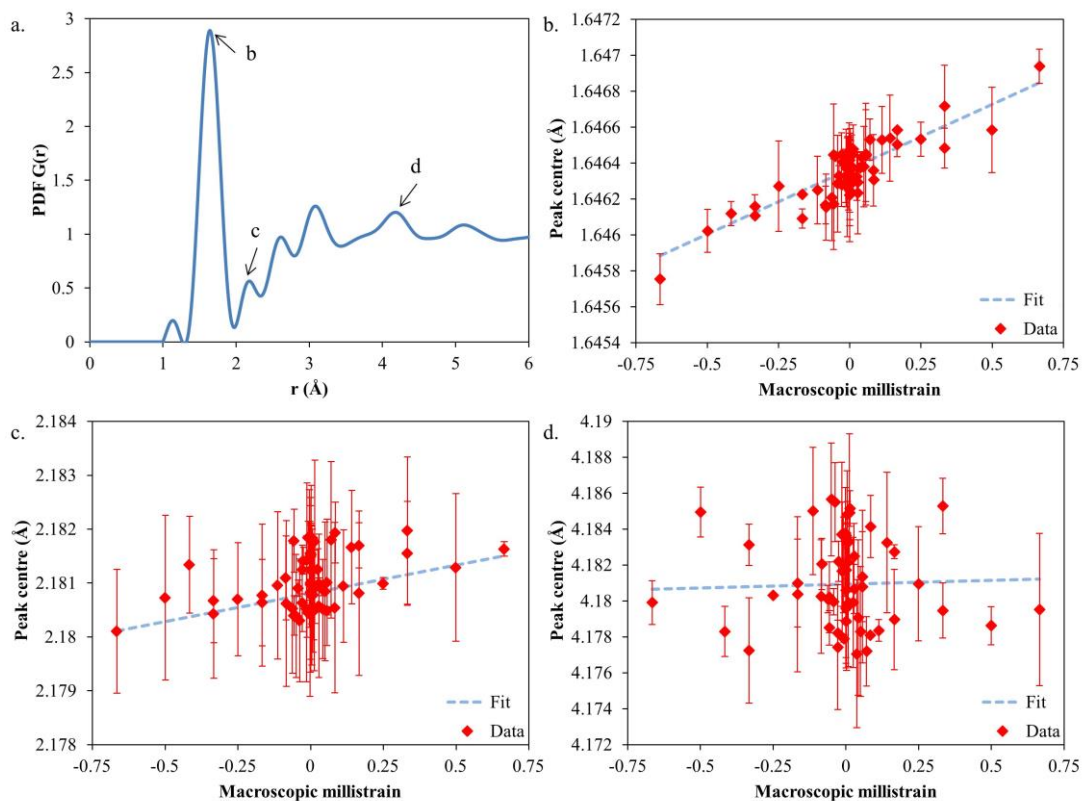 a.
3
2.5
2
1.5
1
0.5
0
PDF G(r)
b
c
d
0 1 2 3 4 5 6
r (Å)
b.
1.6472
1.647
1.6468
1.6466
1.6464
1.6462
1.646
1.6458
1.6456
1.6454
Peak centre (Å)
Fit
Data
-0.75 -0.5 -0.25 0 0.25 0.5 0.75
Macroscopic millistrain
c.
2.184
2.183
2.182
2.181
2.18
2.179
2.178
Peak centre (Å)
Fit
Data
-0.75 -0.5 -0.25 0 0.25 0.5 0.75
Macroscopic millistrain
d.
4.19
4.188
4.186
4.184
4.182
4.18
4.178
4.176
4.174
4.172
Peak centre (Å)
Fit
Data
-0.75 -0.5 -0.25 0 0.25 0.5 0.75
Macroscopic millistrain